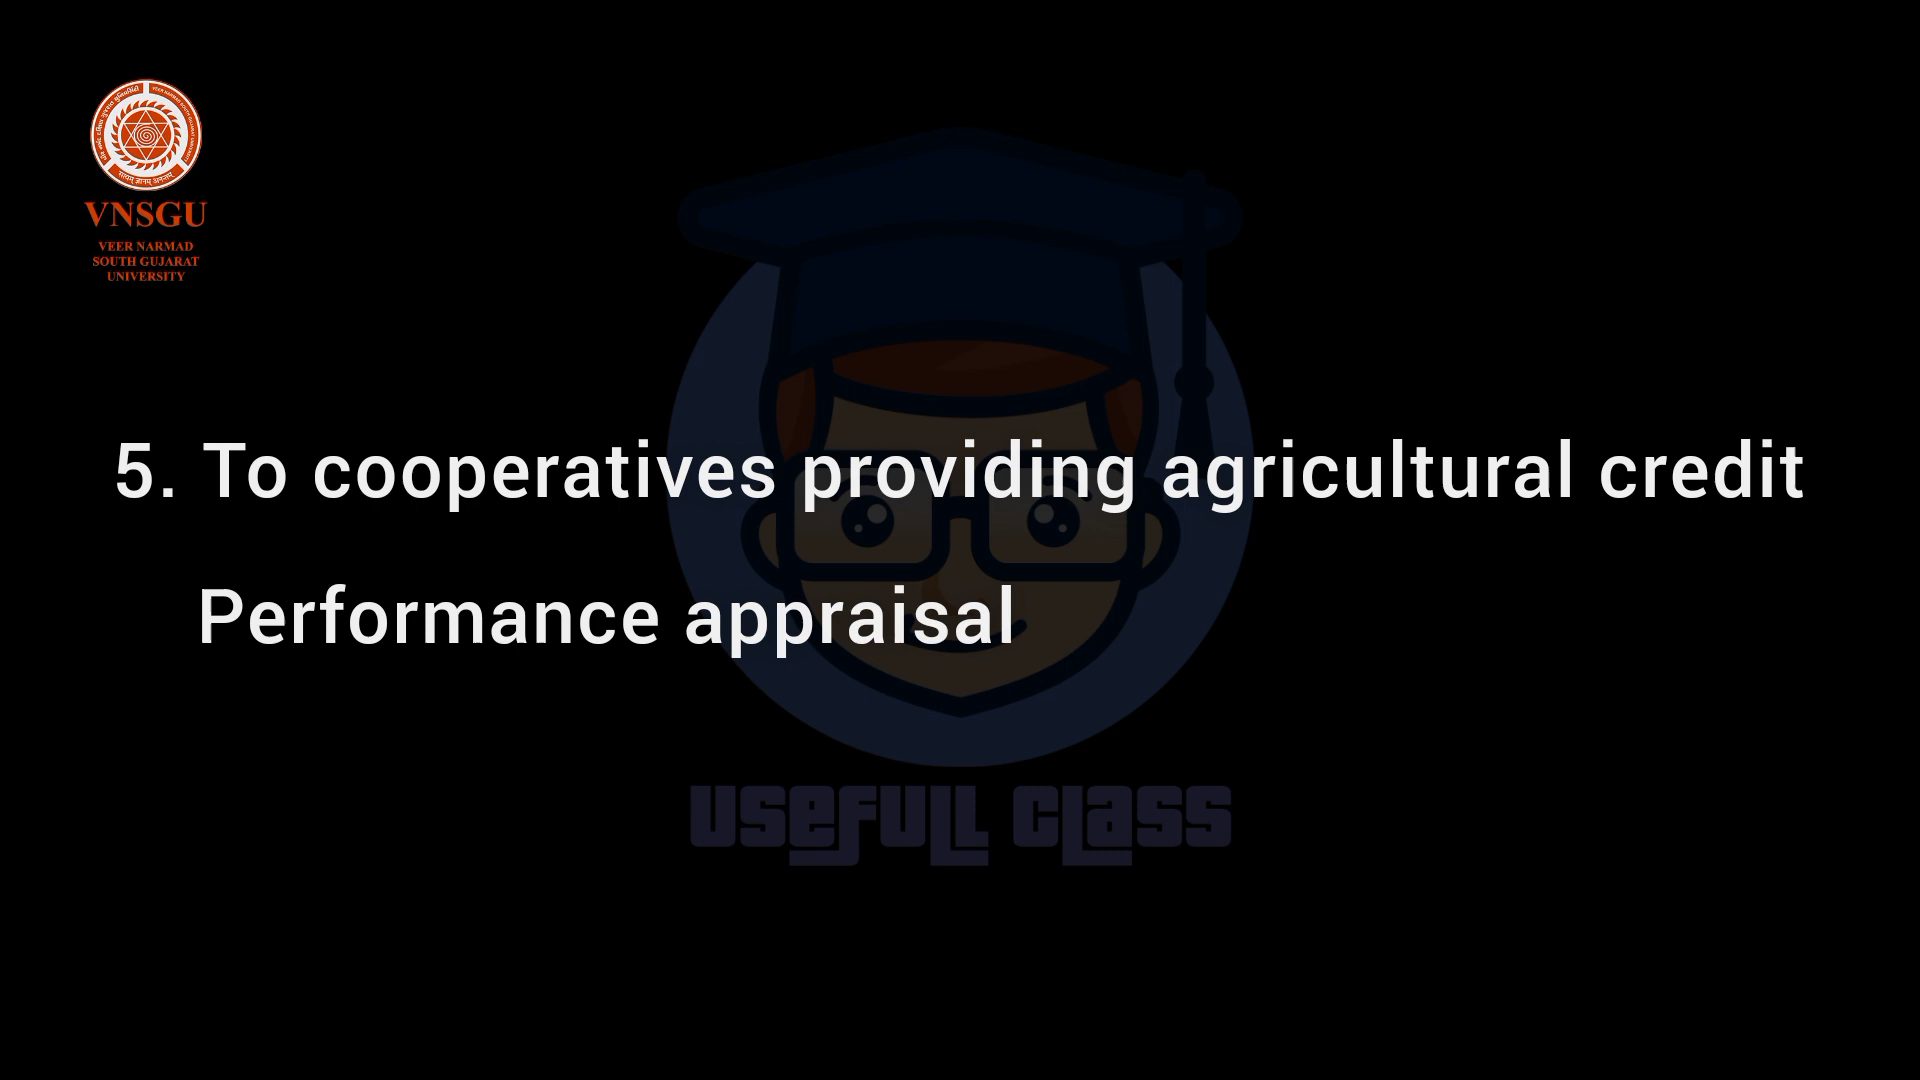 VNSGU
VEER NARMAD
SOUTH GUJARAT
UNIVERSITY
5. To cooperatives providing agricultural credit
Performance appraisal
USEFULL CLASS